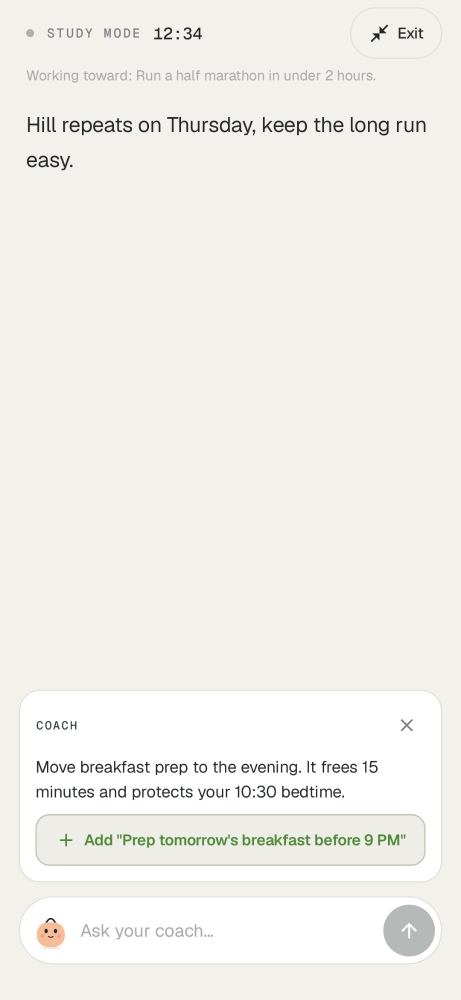 STUDY MODE 12:34
Exit
Working toward: Run a half marathon in under 2 hours.
Hill repeats on Thursday, keep the long run
easy.
COACH
Move breakfast prep to the evening. It frees 15
minutes and protects your 10:30 bedtime.
Add "Prep tomorrow's breakfast before 9 PM"
Ask your coach...